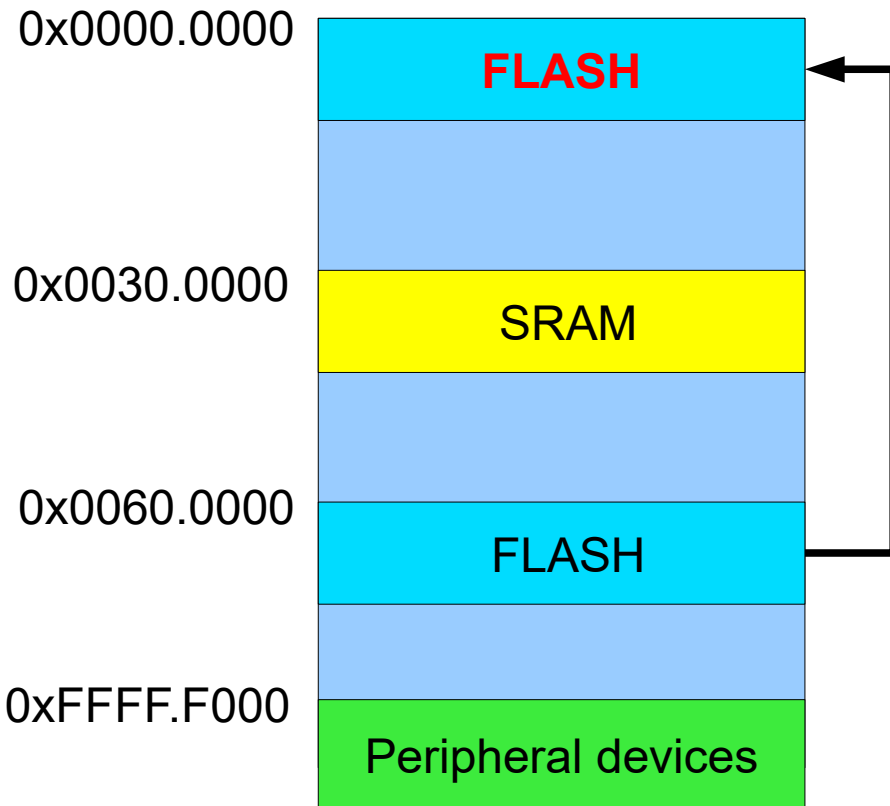 0x0000.0000
FLASH
0x0030.0000
SRAM
0x0060.0000
FLASH
0xFFFF.F000
Peripheral devices